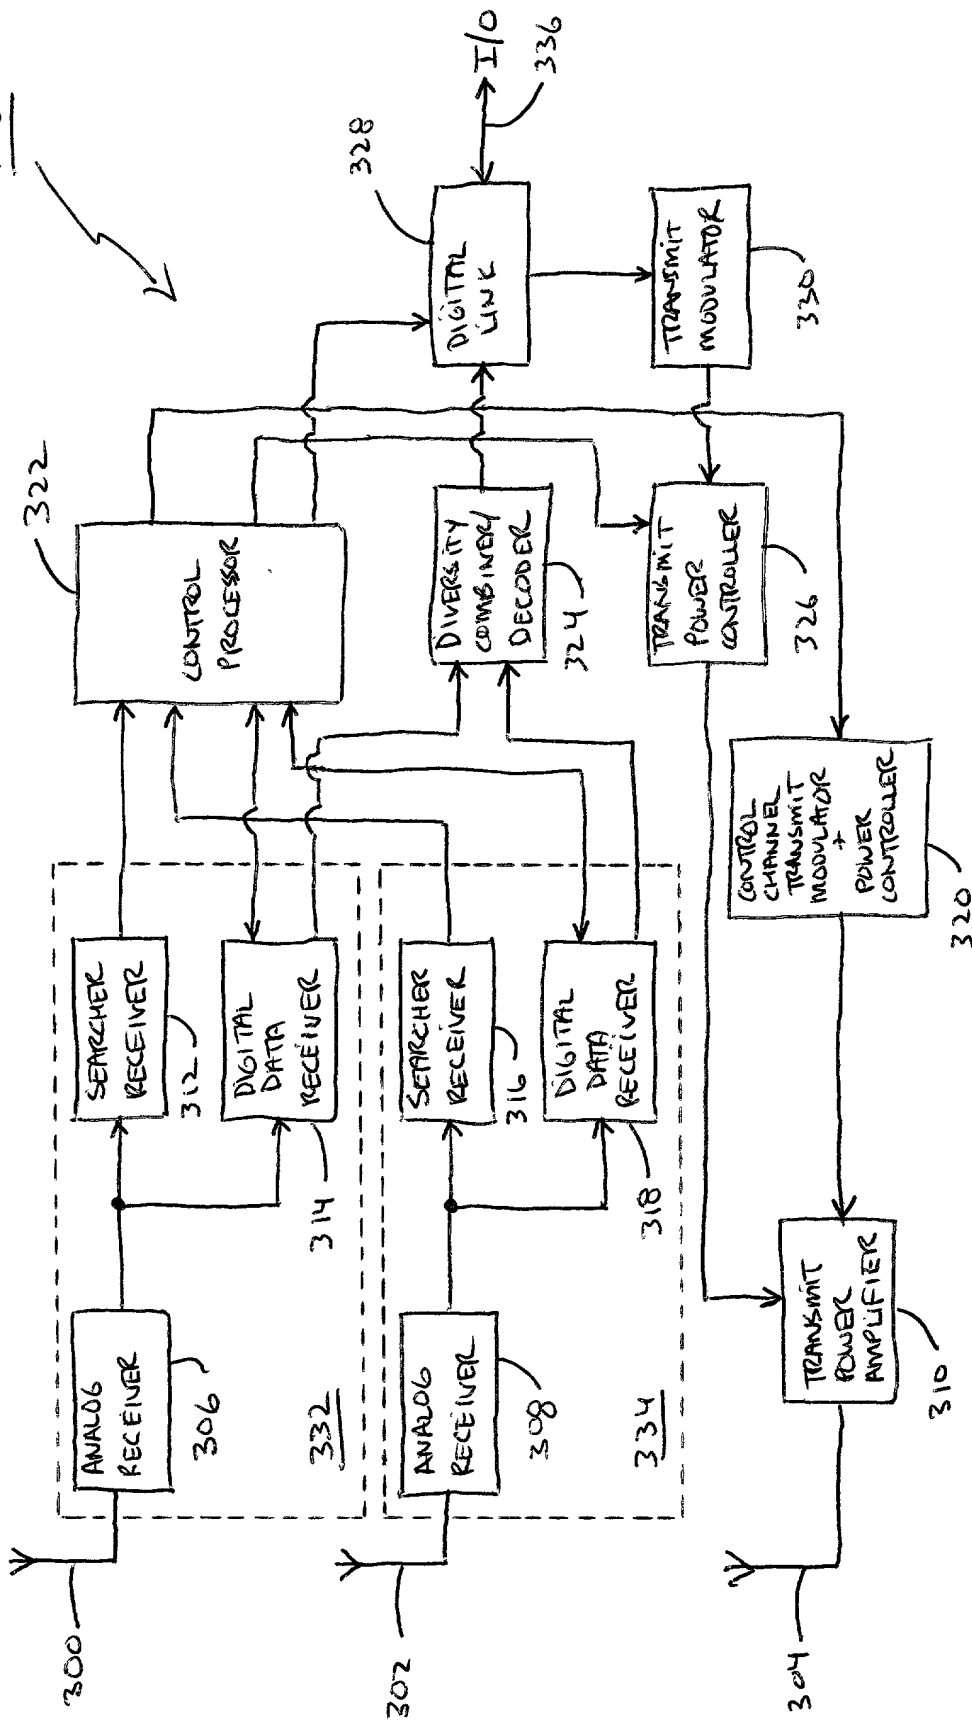 322
CONTROL
PROCESSOR
328
DIGITAL
LINK
I/O
336
SEARCHER
RECEIVER
312
ANALOG
RECEIVER
306
300
DIGITAL
DATA
RECEIVER
314
332
DIVERSITY
COMBINER/
DECODER
324
TRANSMIT
MODULATOR
330
SEARCHER
RECEIVER
316
ANALOG
RECEIVER
308
302
DIGITAL
DATA
RECEIVER
318
334
TRANSMIT
POWER
CONTROLLER
326
CONTROL
CHANNEL
TRANSMIT
MODULATOR
+
POWER
CONTROLLER
320
TRANSMIT
POWER
AMPLIFIER
310
304